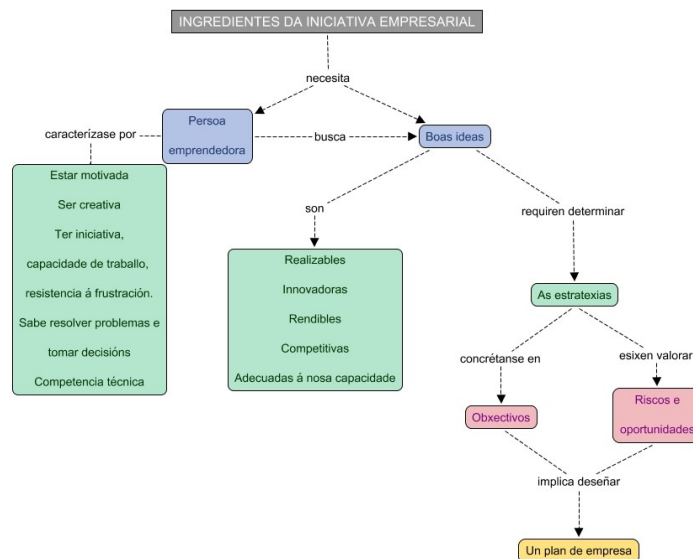 INGREDIENTES DA INICIATIVA EMPRESARIAL
necesita
Persoa
emprendedora
caracterízase por
busca
Boas ideas
Estar motivada
Ser creativa
Ter iniciativa,
capacidade de traballo,
resistencia á frustración.
Sabe resolver problemas e
tomar decisións
Competencia técnica
son
requiren determinar
Realizables
Innovadoras
Rendibles
Competitivas
Adecuadas á nosa capacidade
As estratexias
concrétanse en
esixen valorar
Obxectivos
Riscos e
oportunidades
implica deseñar
Un plan de empresa